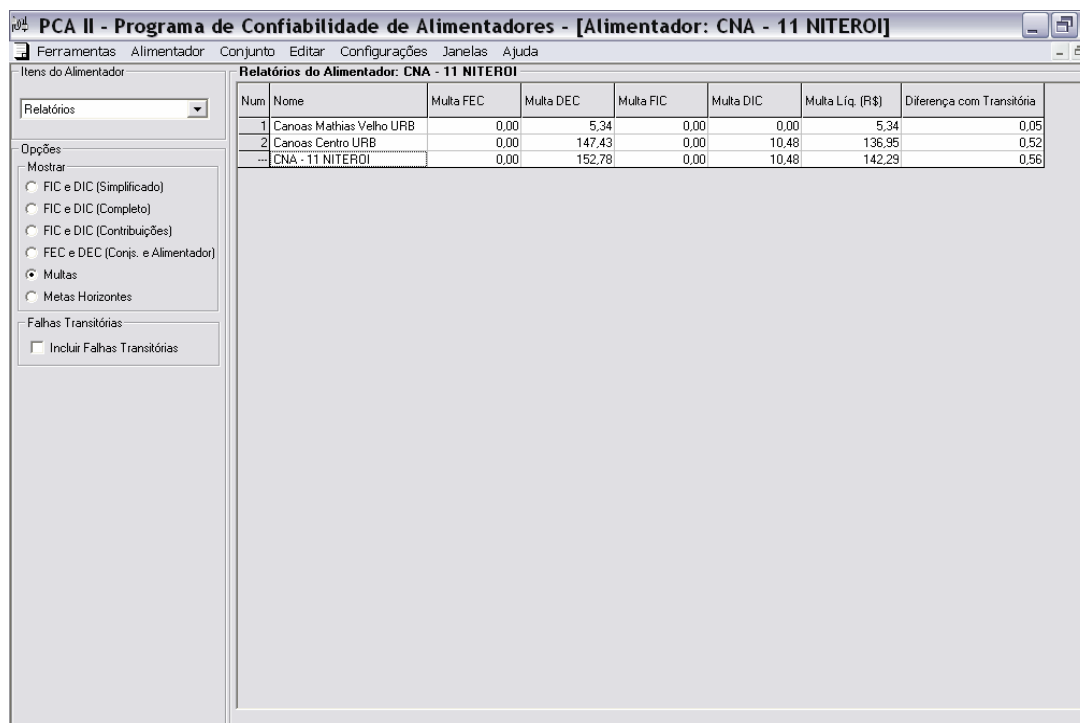 PCA II - Programa de Confiabilidade de Alimentadores - [Alimentador: CNA - 11 NITEROI]
Ferramentas Alimentador Conjunto Editar Configurações Janelas Ajuda
Itens do Alimentador
Relatórios
Opções
Mostrar
FIC e DIC (Simplificado)
FIC e DIC (Completo)
FIC e DIC (Contribuições)
FEC e DEC (Conjs. e Alimentador)
Multas
Metas Horizontes
Falhas Transitórias
Incluir Falhas Transitórias
Relatórios do Alimentador: CNA - 11 NITEROI
Num Nome Multa FEC Multa DEC Multa FIC Multa DIC Multa Líq. (R$) Diferença com Transitória
1 Canoas Mathias Velho URB 0,00 5,34 0,00 0,00 5,34 0,05
2 Canoas Centro URB 0,00 147,43 0,00 10,48 136,95 0,52
--- CNA - 11 NITEROI 0,00 152,78 0,00 10,48 142,29 0,56